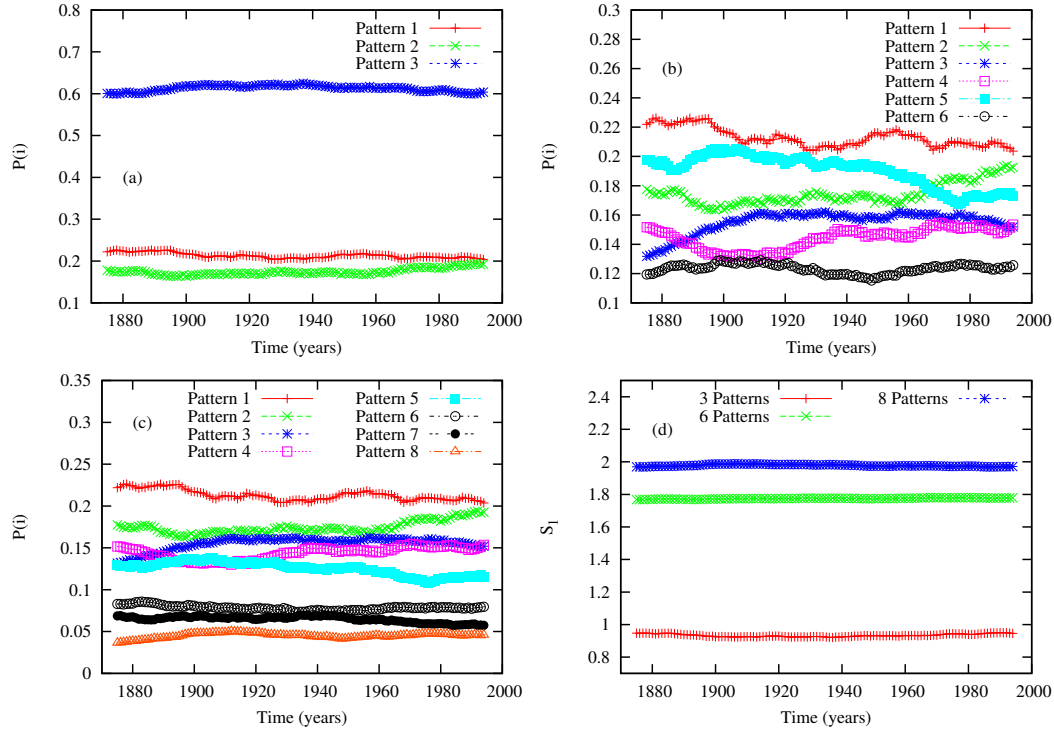 0.8
0.7
0.6
0.5
0.4
0.3
0.2
0.1
P(i)
Pattern 1
Pattern 2
Pattern 3
(a)
1880 1900 1920 1940 1960 1980 2000
Time (years)
0.3
0.26
0.22
0.2
0.18
0.16
0.14
0.12
0.1
P(i)
(b)
Pattern 1
Pattern 2
Pattern 3
Pattern 4
Pattern 5
Pattern 6
1880 1900 1920 1940 1960 1980 2000
Time (years)
0.35
0.25
0.2
0.15
0.1
0.05
0
P(i)
(c)
Pattern 1 Pattern 5
Pattern 2 Pattern 6
Pattern 3 Pattern 7
Pattern 4 Pattern 8
1880 1900 1920 1940 1960 1980 2000
Time (years)
2.4
2.2
2
1.8
1.6
1.4
1.2
1
0.8
S1
3 Patterns 8 Patterns
6 Patterns
(d)
1880 1900 1920 1940 1960 1980 2000
Time (years)